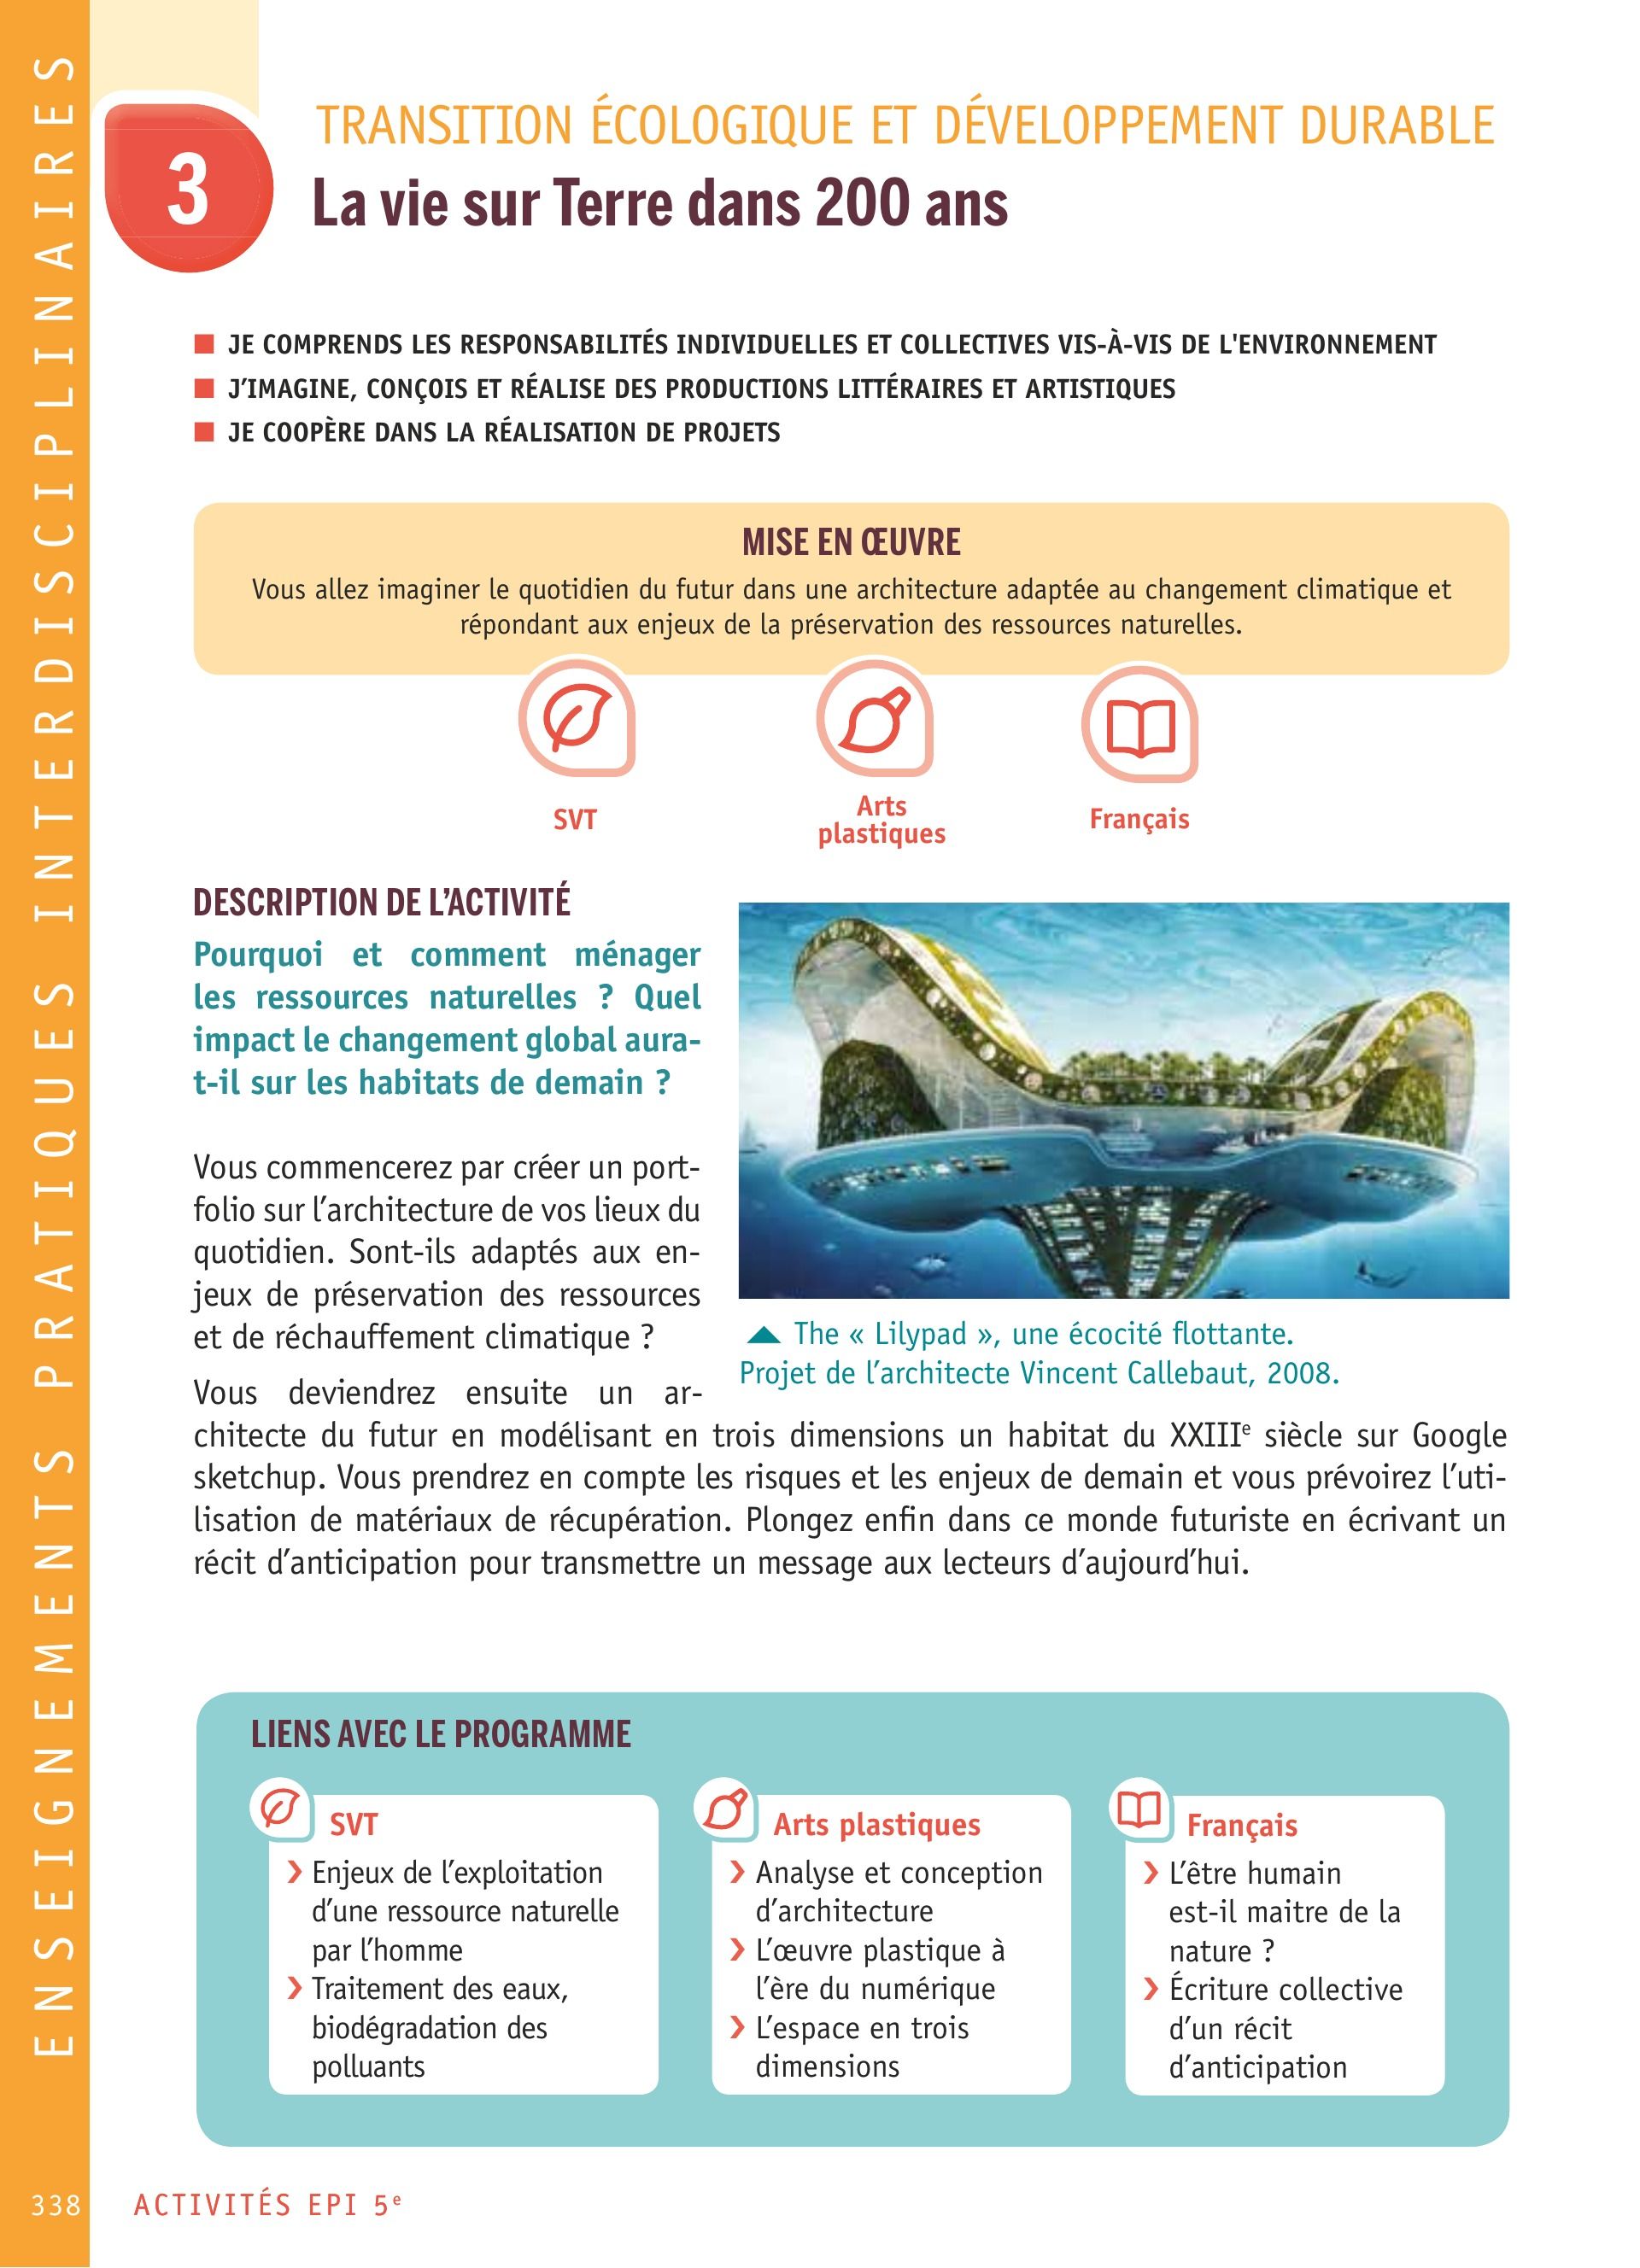 ENSEIGNEMENTS PRATIQUES INTERDISCIPLINAIRES
3
TRANSITION ÉCOLOGIQUE ET DÉVELOPPEMENT DURABLE
La vie sur Terre dans 200 ans
JE COMPRENDS LES RESPONSABILITÉS INDIVIDUELLES ET COLLECTIVES VIS-À-VIS DE L'ENVIRONNEMENT
J’IMAGINE, CONÇOIS ET RÉALISE DES PRODUCTIONS LITTÉRAIRES ET ARTISTIQUES
JE COOPÈRE DANS LA RÉALISATION DE PROJETS
MISE EN ŒUVRE
Vous allez imaginer le quotidien du futur dans une architecture adaptée au changement climatique et
répondant aux enjeux de la préservation des ressources naturelles.
SVT
Arts
plastiques
Français
DESCRIPTION DE L’ACTIVITÉ
Pourquoi et comment ménager
les ressources naturelles ? Quel
impact le changement global aura-
t-il sur les habitats de demain ?
Vous commencerez par créer un port-
folio sur l’architecture de vos lieux du
quotidien. Sont-ils adaptés aux en-
jeux de préservation des ressources
et de réchauffement climatique ?
The « Lilypad », une écocité flottante.
Projet de l’architecte Vincent Callebaut, 2008.
Vous deviendrez ensuite un ar-
chitecte du futur en modélisant en trois dimensions un habitat du XXIIIe siècle sur Google
sketchup. Vous prendrez en compte les risques et les enjeux de demain et vous prévoirez l’uti-
lisation de matériaux de récupération. Plongez enfin dans ce monde futuriste en écrivant un
récit d’anticipation pour transmettre un message aux lecteurs d’aujourd’hui.
LIENS AVEC LE PROGRAMME
SVT
❯ Enjeux de l’exploitation
d’une ressource naturelle
par l’homme
❯ Traitement des eaux,
biodégradation des
polluants
Arts plastiques
❯ Analyse et conception
d’architecture
❯ L’œuvre plastique à
l’ère du numérique
❯ L’espace en trois
dimensions
Français
❯ L’être humain
est-il maitre de la
nature ?
❯ Écriture collective
d’un récit
d’anticipation
338 ACTIVITÉS EPI 5e